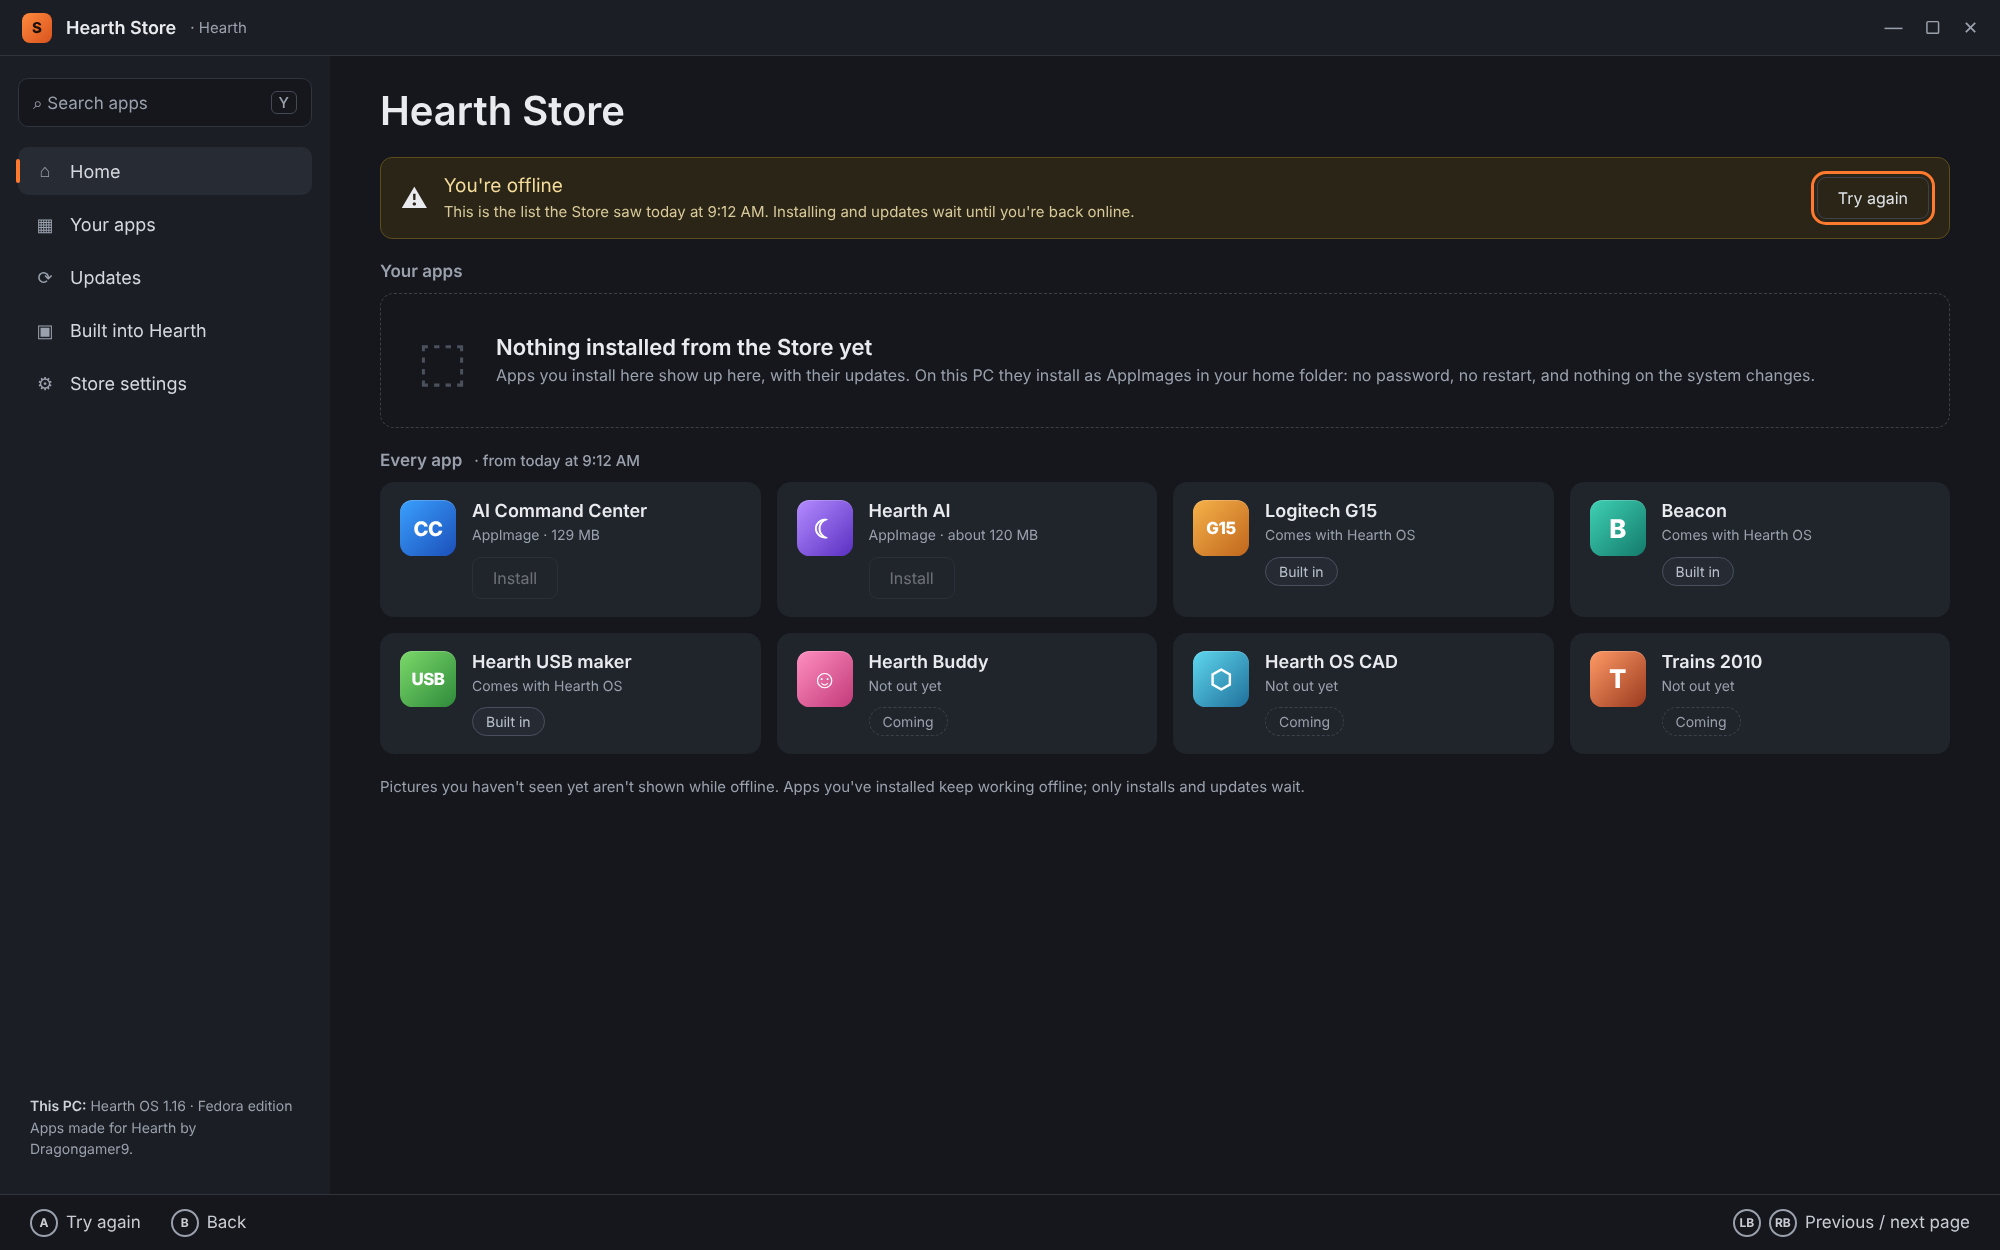 S Hearth Store · Hearth
Search apps Y
Home
Your apps
Updates
Built into Hearth
Store settings
This PC: Hearth OS 1.16 · Fedora edition
Apps made for Hearth by
Dragongamer9.
Hearth Store
You're offline
This is the list the Store saw today at 9:12 AM. Installing and updates wait until you're back online.
Try again
Your apps
Nothing installed from the Store yet
Apps you install here show up here, with their updates. On this PC they install as AppImages in your home folder: no password, no restart, and nothing on the system changes.
Every app · from today at 9:12 AM
CC
AI Command Center
AppImage · 129 MB
Install
Hearth AI
AppImage · about 120 MB
Install
G15
Logitech G15
Comes with Hearth OS
Built in
B
Beacon
Comes with Hearth OS
Built in
USB
Hearth USB maker
Comes with Hearth OS
Built in
Hearth Buddy
Not out yet
Coming
Hearth OS CAD
Not out yet
Coming
T
Trains 2010
Not out yet
Coming
Pictures you haven't seen yet aren't shown while offline. Apps you've installed keep working offline; only installs and updates wait.
A Try again B Back
LB RB Previous / next page